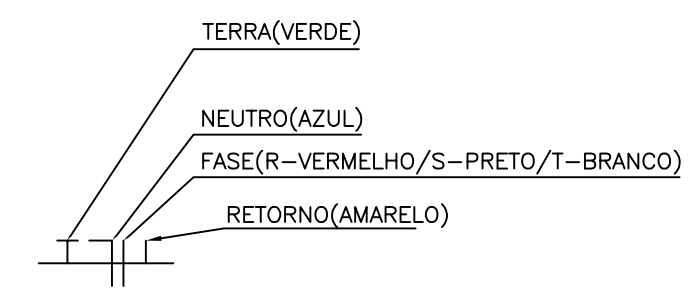 TERRA(VERDE)
NEUTRO(AZUL)
FASE(R-VERMELHO/S-PRETO/T-BRANCO)
RETORNO(AMARELO)